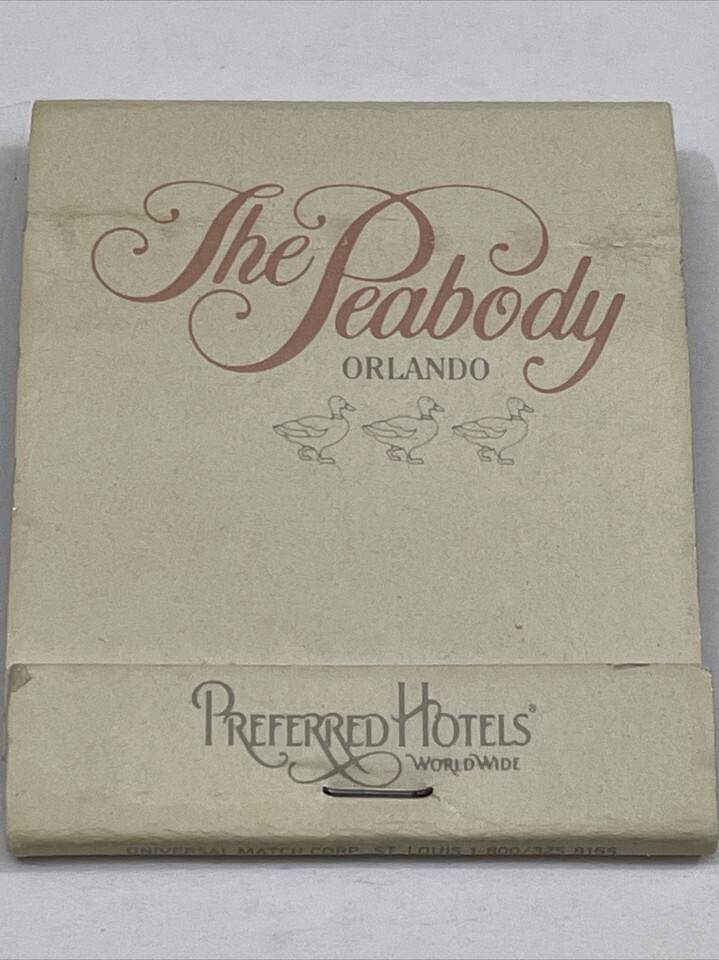 The Peabody
ORLANDO
PREFERRED HOTELS®
WORLDWIDE
UNIVERSAL MATCH CORP. ST. LOUIS 1-800/325-8165